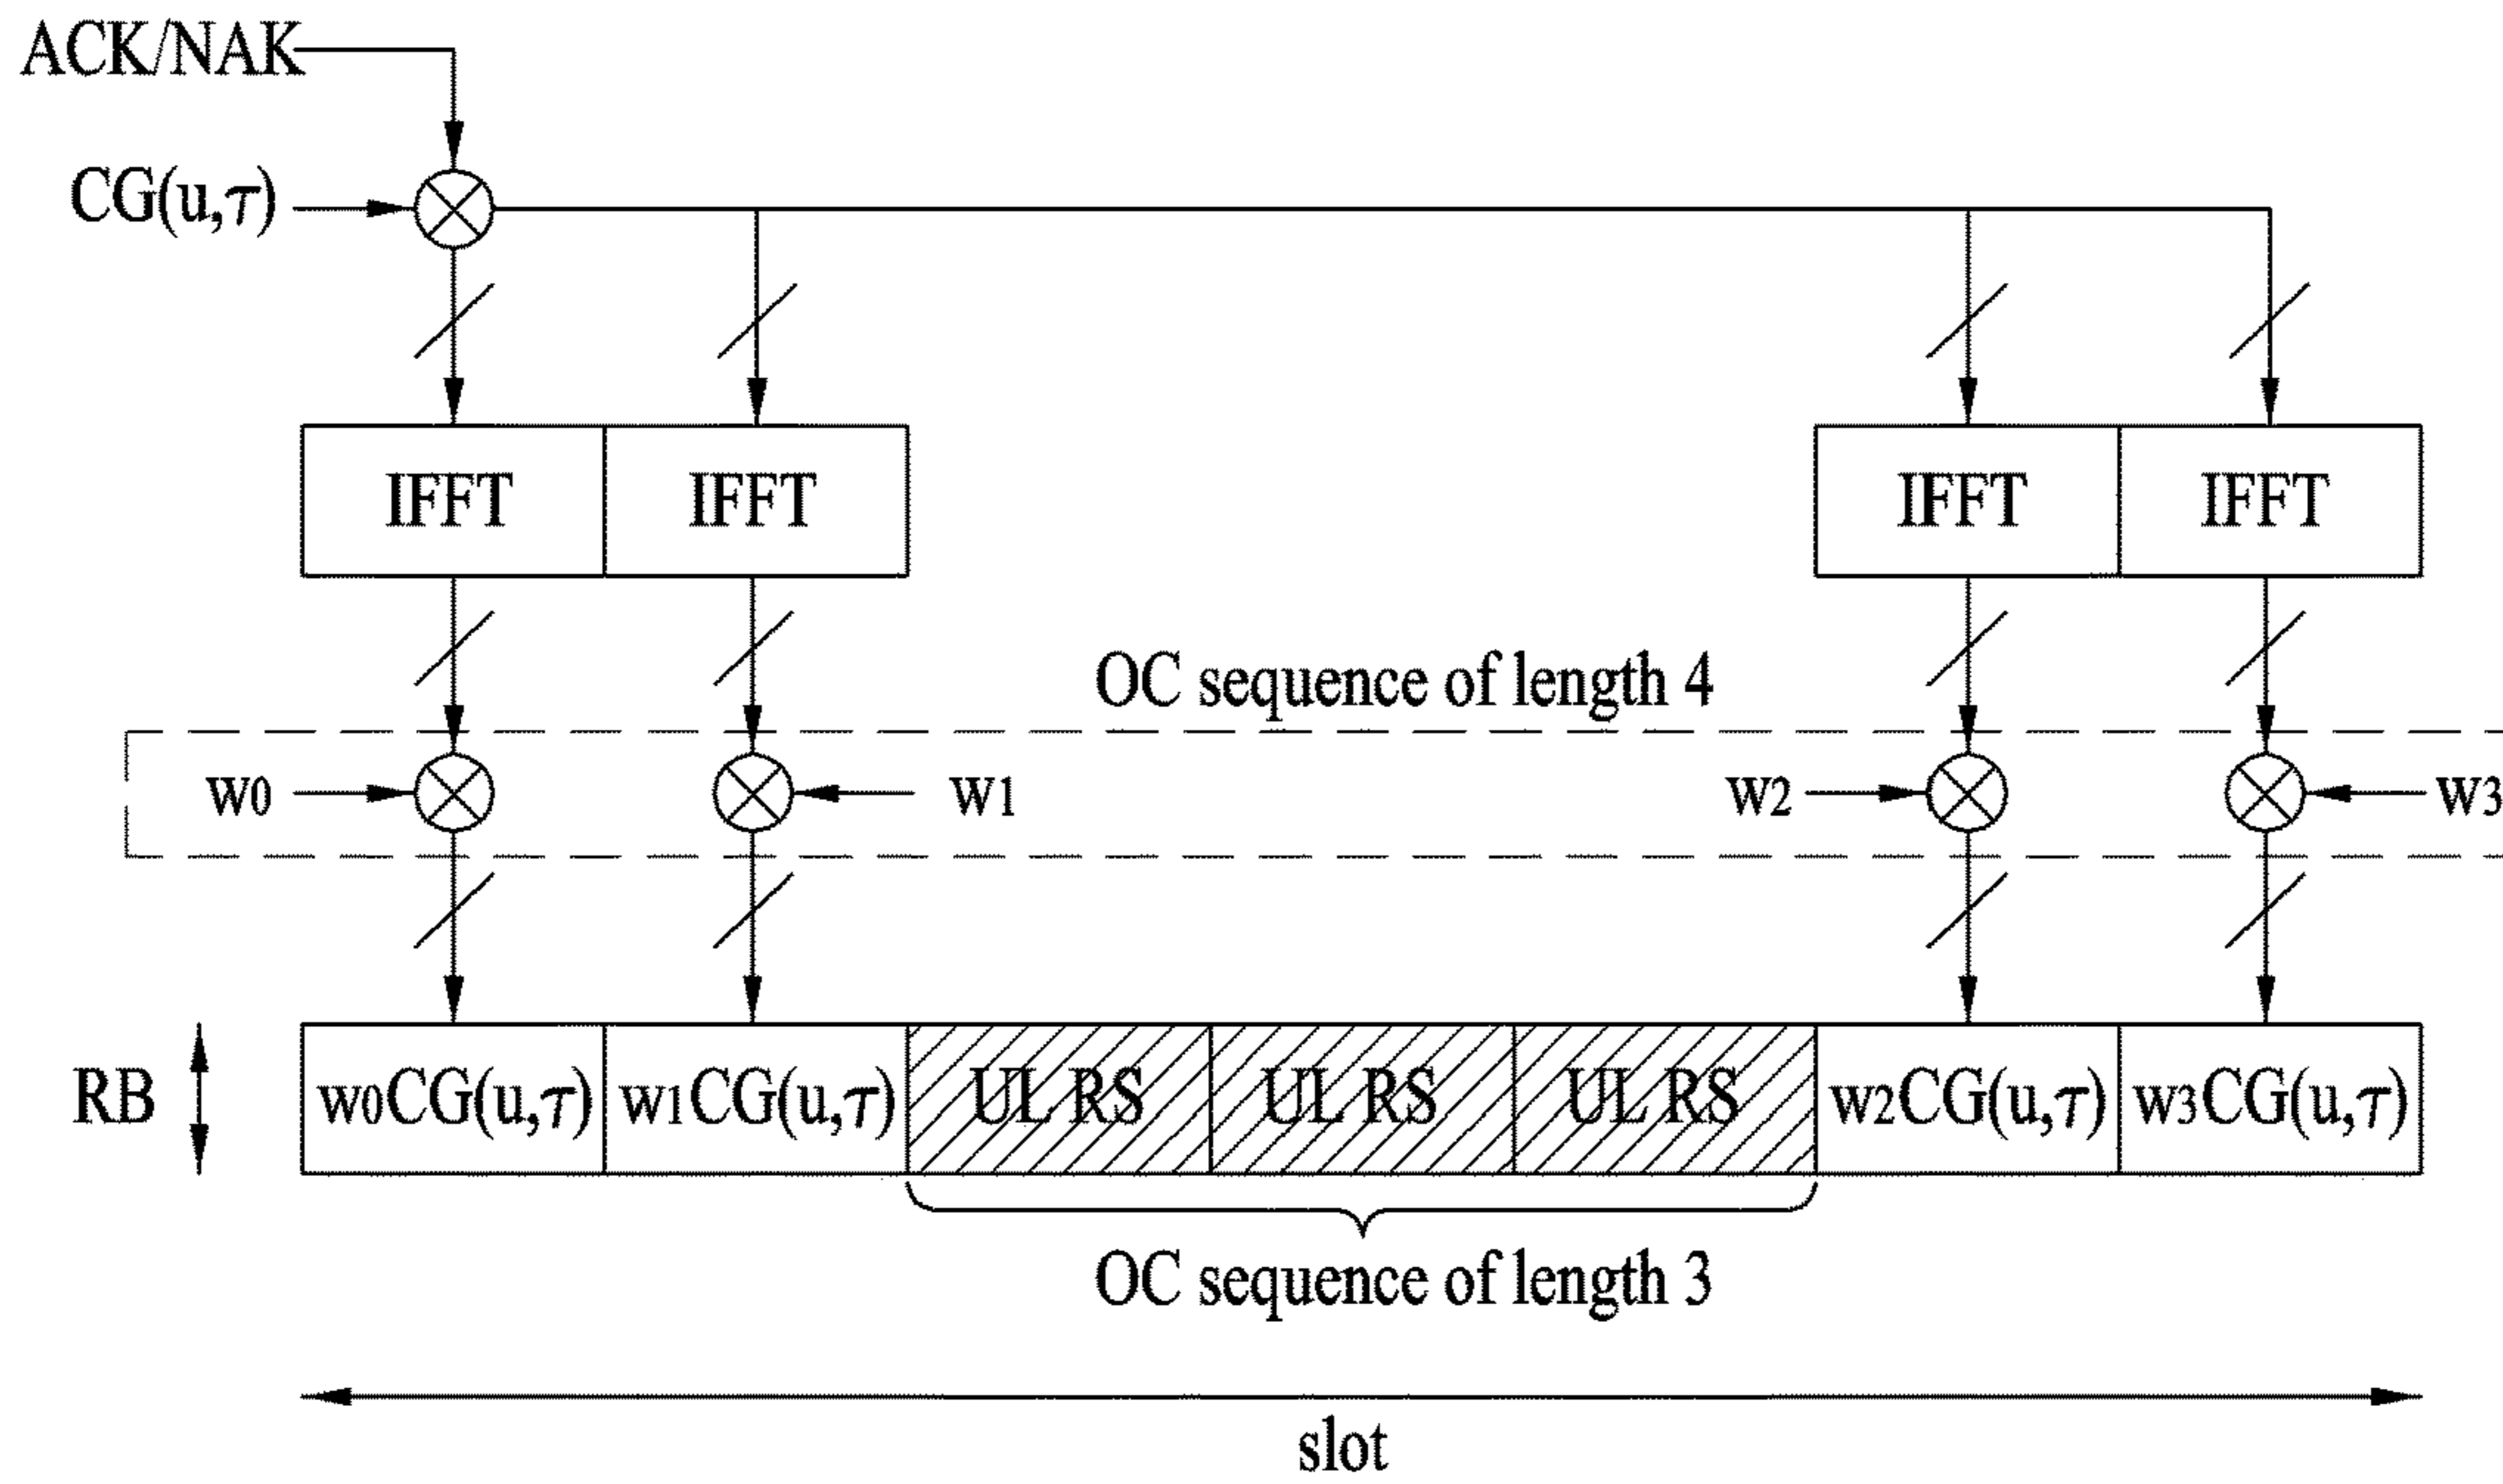 ACK/NAK
CG(u,τ)
IFFT IFFT IFFT IFFT
OC sequence of length 4
w0 w1 w2 w3
RB w0CG(u,τ) w1CG(u,τ) UL RS UL RS UL RS w2CG(u,τ) w3CG(u,τ)
OC sequence of length 3
slot